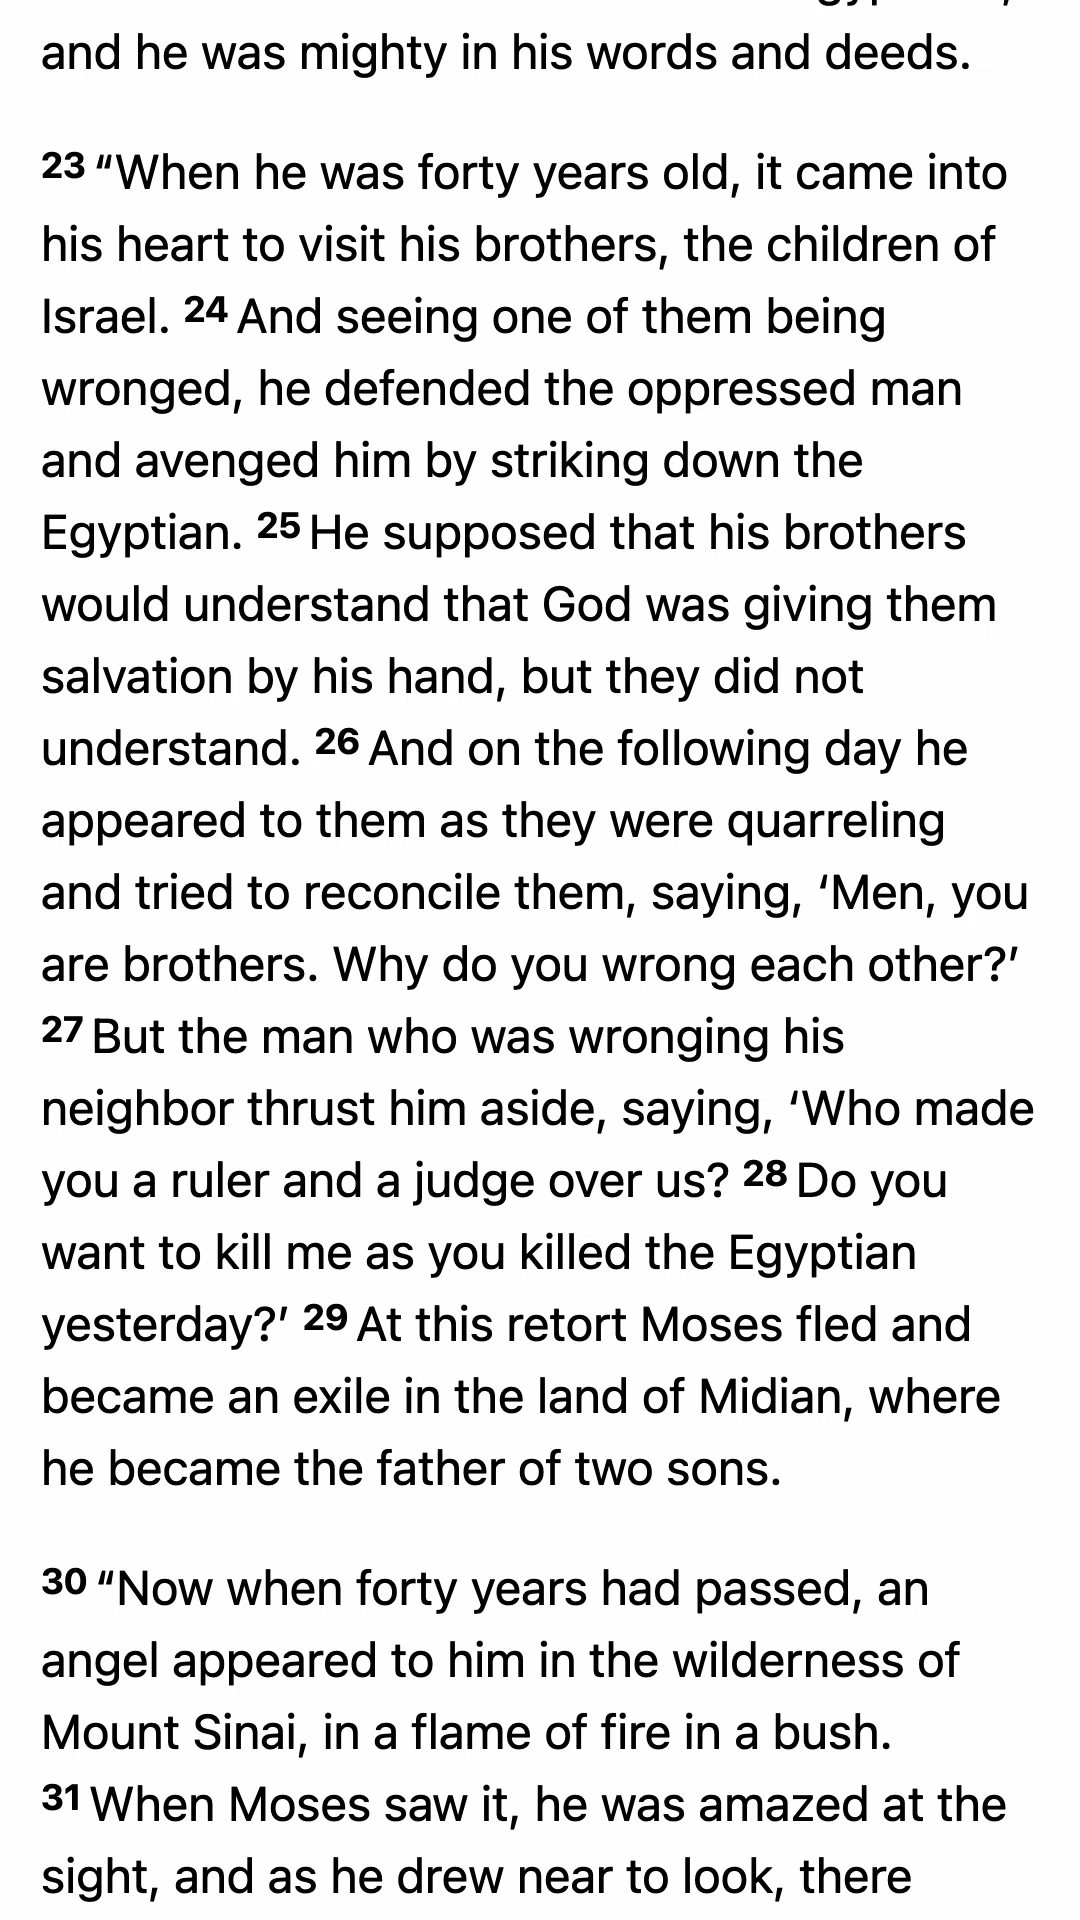 and he was mighty in his words and deeds.
23 “When he was forty years old, it came into
his heart to visit his brothers, the children of
Israel. 24 And seeing one of them being
wronged, he defended the oppressed man
and avenged him by striking down the
Egyptian. 25 He supposed that his brothers
would understand that God was giving them
salvation by his hand, but they did not
understand. 26 And on the following day he
appeared to them as they were quarreling
and tried to reconcile them, saying, ‘Men, you
are brothers. Why do you wrong each other?’
27 But the man who was wronging his
neighbor thrust him aside, saying, ‘Who made
you a ruler and a judge over us? 28 Do you
want to kill me as you killed the Egyptian
yesterday?’ 29 At this retort Moses fled and
became an exile in the land of Midian, where
he became the father of two sons.
30 “Now when forty years had passed, an
angel appeared to him in the wilderness of
Mount Sinai, in a flame of fire in a bush.
31 When Moses saw it, he was amazed at the
sight, and as he drew near to look, there